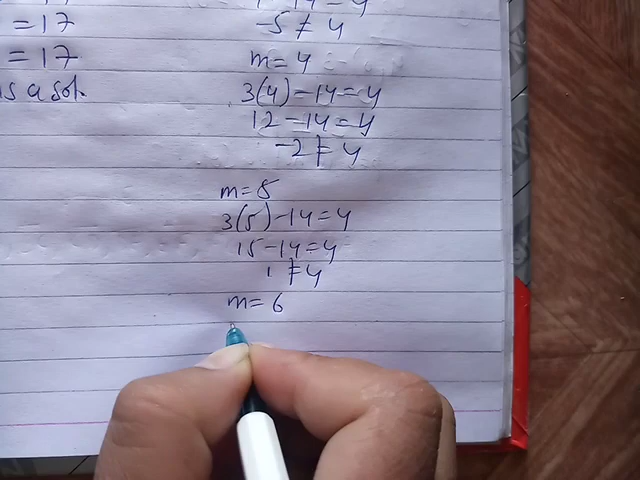 =17
=17
is a sol.
-5 ≠ 4
m=4
3(4)-14=4
12-14=4
-2 ≠ 4
m=5
3(5)-14=4
15-14=4
1 ≠ 4
m=6